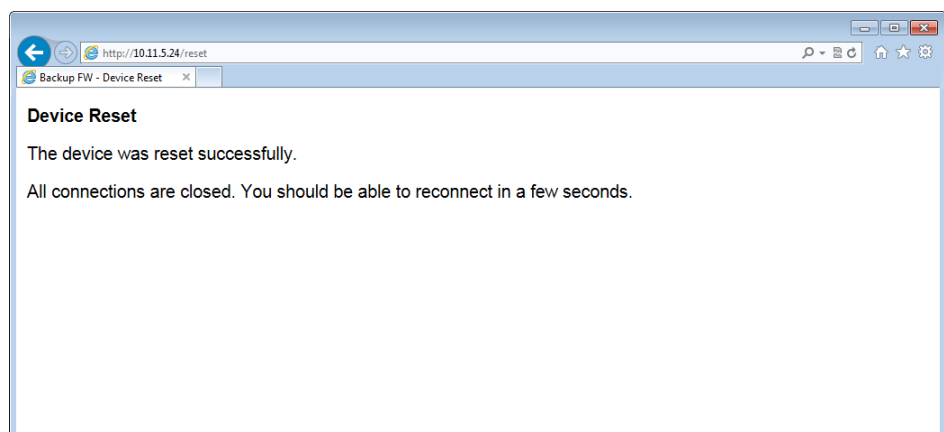 http://10.11.5.24/reset
Backup FW - Device Reset
Device Reset
The device was reset successfully.
All connections are closed. You should be able to reconnect in a few seconds.